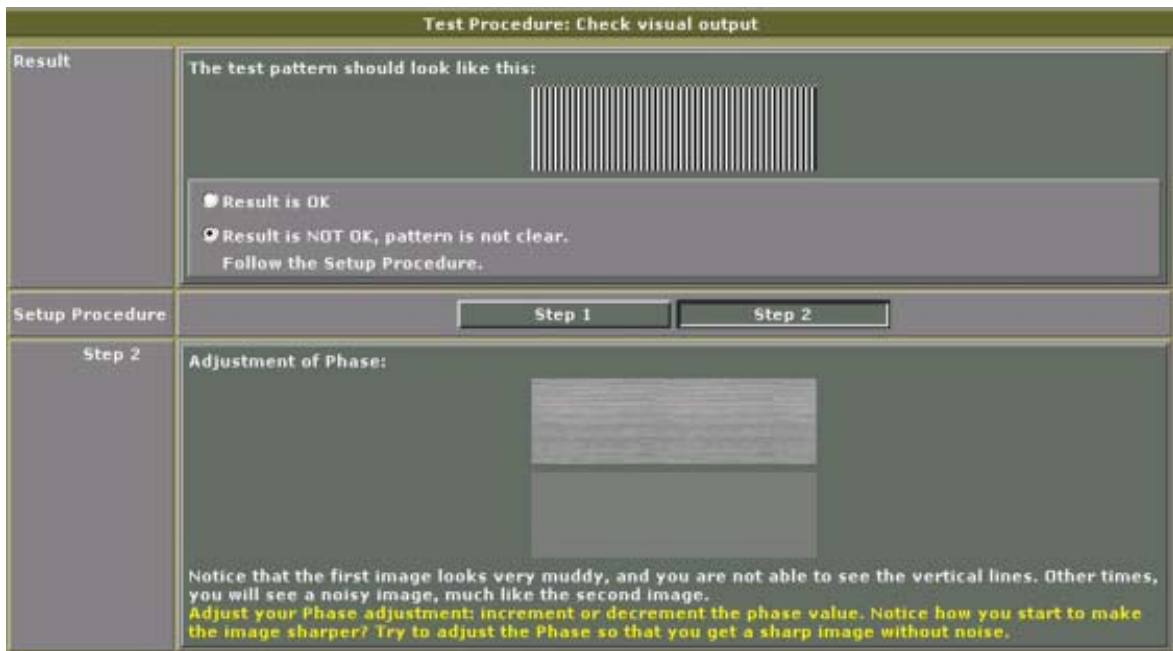 Test Procedure: Check visual output
Result
The test pattern should look like this:
Result is OK
Result is NOT OK, pattern is not clear.
Follow the Setup Procedure.
Setup Procedure
Step 1
Step 2
Step 2
Adjustment of Phase:
Notice that the first image looks very muddy, and you are not able to see the vertical lines. Other times,
you will see a noisy image, much like the second image.
Adjust your Phase adjustment: increment or decrement the phase value. Notice how you start to make
the image sharper? Try to adjust the Phase so that you get a sharp image without noise.